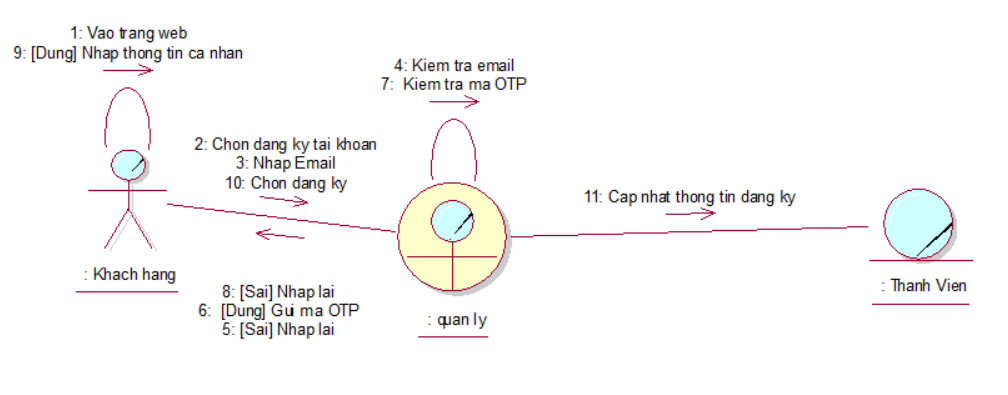 1: Vao trang web
9: [Dung] Nhap thong tin ca nhan
4: Kiem tra email
7: Kiem tra ma OTP
2: Chon dang ky tai khoan
3: Nhap Email
10: Chon dang ky
11: Cap nhat thong tin dang ky
: Khach hang
8: [Sai] Nhap lai
6: [Dung] Gui ma OTP
5: [Sai] Nhap lai
: quan ly
: Thanh Vien